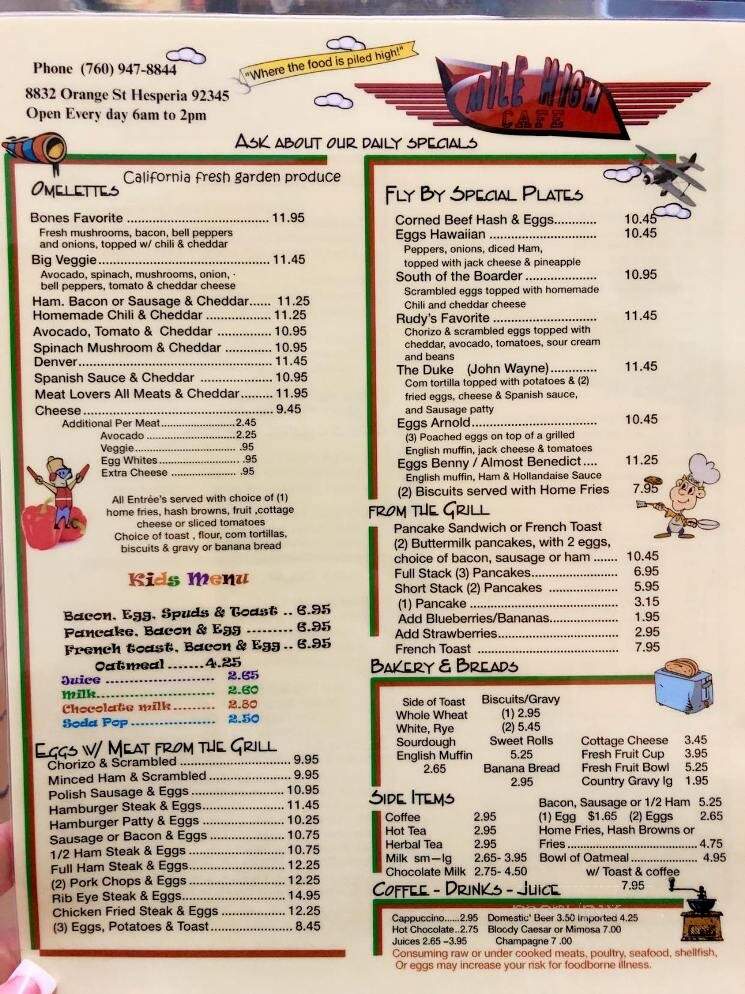 Phone (760) 947-8844
8832 Orange St Hesperia 92345
Open Every day 6am to 2pm
"Where the food is piled high!"
MILE HIGH
CAFE
ASK ABOUT OUR DAILY SPECIALS
California fresh garden produce
OMELETTES
Bones Favorite ................................... 11.95
Fresh mushrooms, bacon, bell peppers
and onions, topped w/ chili & cheddar
Big Veggie........................................... 11.45
Avocado, spinach, mushrooms, onion, ·
bell peppers, tomato & cheddar cheese
Ham. Bacon or Sausage & Cheddar...... 11.25
Homemade Chili & Cheddar ................. 11.25
Avocado, Tomato & Cheddar .............. 10.95
Spinach Mushroom & Cheddar ............ 10.95
Denver................................................. 11.45
Spanish Sauce & Cheddar .................. 10.95
Meat Lovers All Meats & Cheddar........ 11.95
Cheese................................................ 9.45
Additional Per Meat.......................2.45
Avocado ............................2.25
Veggie............................... .95
Egg Whites......................... .95
Extra Cheese ..................... .95
All Entrée's served with choice of (1)
home fries, hash browns, fruit ,cottage
cheese or sliced tomatoes
Choice of toast , flour, corn tortillas,
biscuits & gravy or banana bread
Kids Menu
Bacon, Egg, Spuds & Toast .. 6.95
Pancake, Bacon & Egg ......... 6.95
French toast, Bacon & Egg .. 6.95
Oatmeal .......4.25
Juice ........................... 2.65
Milk............................. 2.60
Chocolate milk........... 2.80
Soda Pop..................... 2.50
EGGS W/ MEAT FROM THE GRILL
Chorizo & Scrambled ........................ 9.95
Minced Ham & Scrambled ................. 9.95
Polish Sausage & Eggs..................... 10.95
Hamburger Steak & Eggs.................. 11.45
Hamburger Patty & Eggs .................. 10.25
Sausage or Bacon & Eggs ................ 10.75
1/2 Ham Steak & Eggs ..................... 10.75
Full Ham Steak & Eggs..................... 12.25
(2) Pork Chops & Eggs ..................... 12.25
Rib Eye Steak & Eggs....................... 14.95
Chicken Fried Steak & Eggs ............. 12.25
(3) Eggs, Potatoes & Toast................ 8.45
FLY BY SPECIAL PLATES
Corned Beef Hash & Eggs............ 10.45
Eggs Hawaiian ............................ 10.45
Peppers, onions, diced Ham,
topped with jack cheese & pineapple
South of the Boarder .................... 10.95
Scrambled eggs topped with homemade
Chili and cheddar cheese
Rudy's Favorite ............................. 11.45
Chorizo & scrambled eggs topped with
cheddar, avocado, tomatoes, sour cream
and beans
The Duke (John Wayne)............. 11.45
Corn tortilla topped with potatoes & (2)
fried eggs, cheese & Spanish sauce,
and Sausage patty
Eggs Arnold................................... 10.45
(3) Poached eggs on top of a grilled
English muffin, jack cheese & tomatoes
Eggs Benny / Almost Benedict.... 11.25
English muffin, Ham & Hollandaise Sauce
(2) Biscuits served with Home Fries 7.95
FROM THE GRILL
Pancake Sandwich or French Toast
(2) Buttermilk pancakes, with 2 eggs,
choice of bacon, sausage or ham ...... 10.45
Full Stack (3) Pancakes........................ 6.95
Short Stack (2) Pancakes ................... 5.95
(1) Pancake ......................................... 3.15
Add Blueberries/Bananas.................... 1.95
Add Strawberries.................................. 2.95
French Toast ....................................... 7.95
BAKERY & BREADS
Side of Toast
Whole Wheat
White, Rye
Sourdough
English Muffin
2.65
Biscuits/Gravy
(1) 2.95
(2) 5.45
Sweet Rolls
5.25
Banana Bread
2.95
Cottage Cheese 3.45
Fresh Fruit Cup 3.95
Fresh Fruit Bowl 5.25
Country Gravy lg 1.95
SIDE ITEMS
Coffee 2.95
Hot Tea 2.95
Herbal Tea 2.95
Milk sm—lg 2.65- 3.95
Chocolate Milk 2.75- 4.50
Bacon, Sausage or 1/2 Ham 5.25
(1) Egg $1.65 (2) Eggs 2.65
Home Fries, Hash Browns or
Fries................................ 4.75
Bowl of Oatmeal.................. 4.95
w/ Toast & coffee
7.95
COFFEE - DRINKS - JUICE
Cappuccino......2.95 Domestic' Beer 3.50 Imported 4.25
Hot Chocolate..2.75 Bloody Caesar or Mimosa 7.00
Juices 2.65 –3.95 Champagne 7 .00
Consuming raw or under cooked meats, poultry, seafood, shellfish,
Or eggs may increase your risk for foodborne illness.